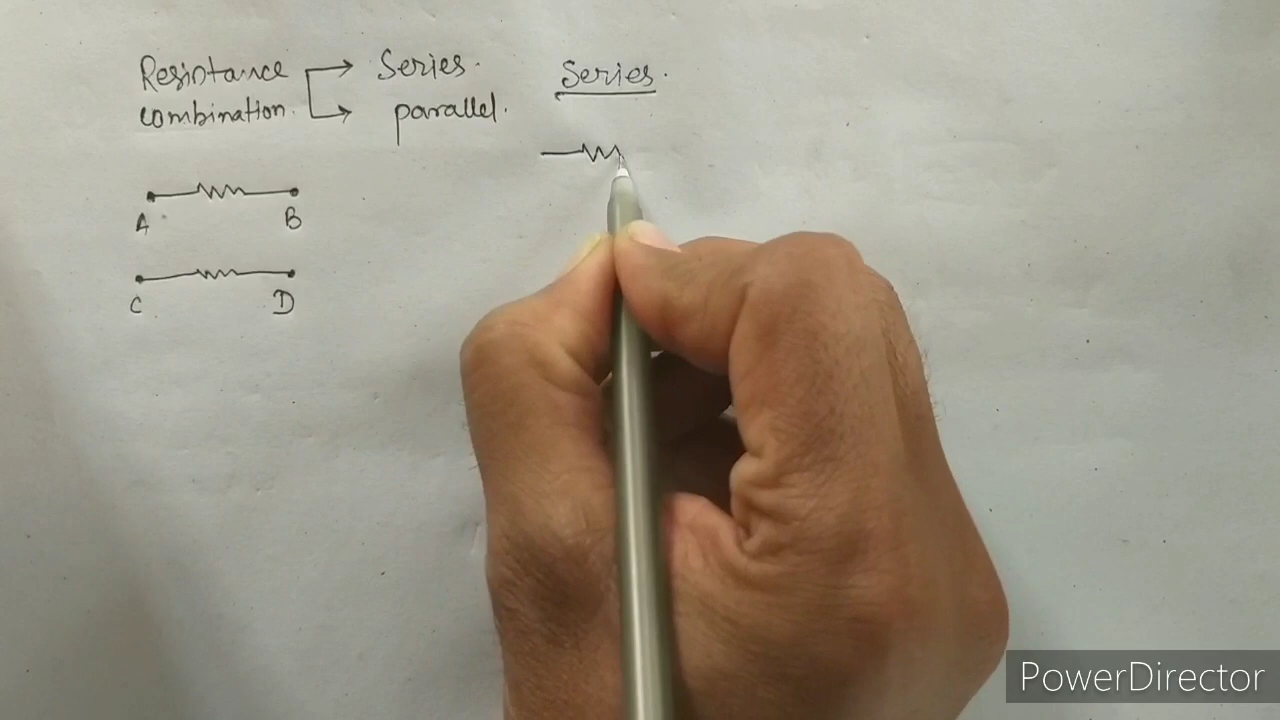 Resistance → Series.
combination. → parallel.
Series.
A B
C D
PowerDirector